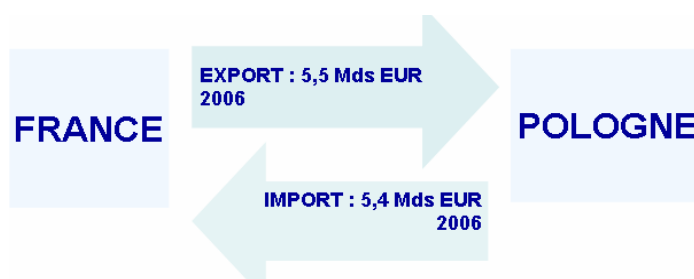 EXPORT : 5,5 Mds EUR
2006
FRANCE
POLOGNE
IMPORT : 5,4 Mds EUR
2006